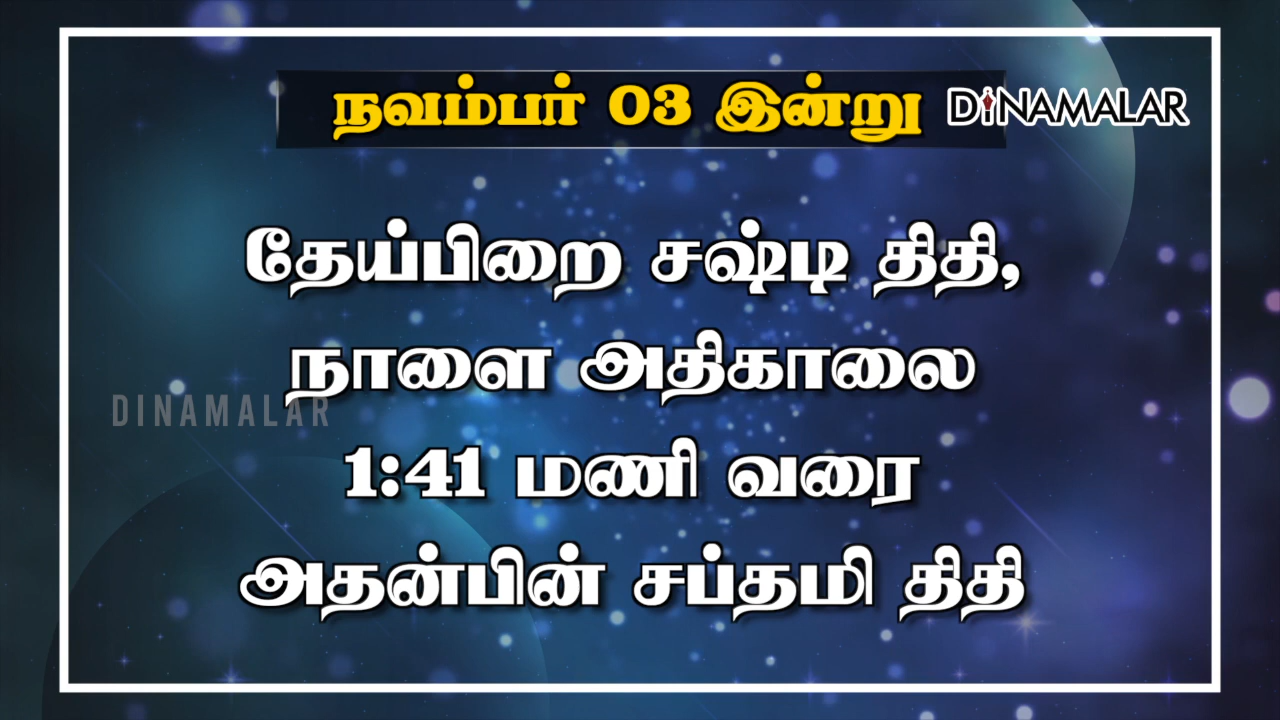 நவம்பர் 03 இன்று DINAMALAR
தேய்பிறை சஷ்டி திதி,
நாளை அதிகாலை
DINAMALAR
1:41 மணி வரை
அதன்பின் சப்தமி திதி